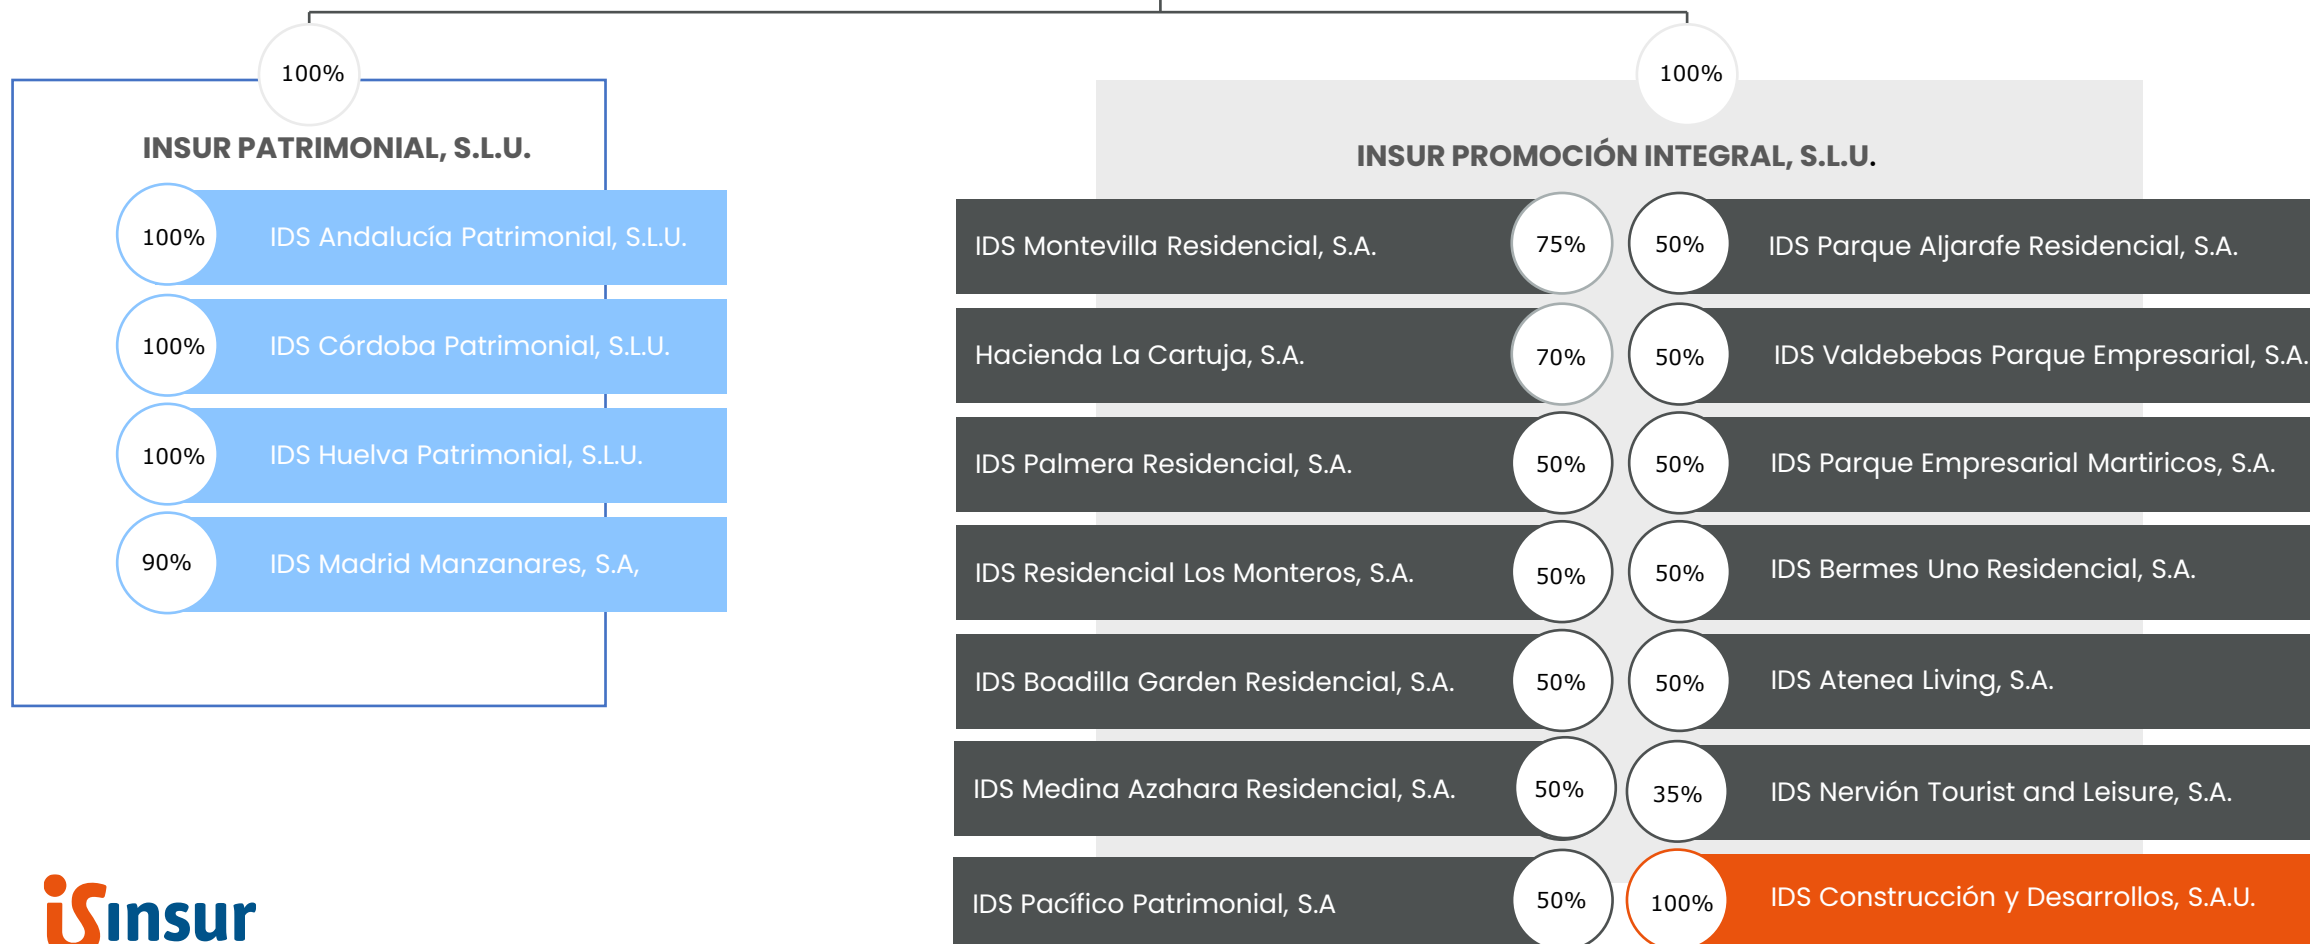 100%
INSUR PATRIMONIAL, S.L.U.
100% IDS Andalucía Patrimonial, S.L.U.
100% IDS Córdoba Patrimonial, S.L.U.
100% IDS Huelva Patrimonial, S.L.U.
90% IDS Madrid Manzanares, S.A,
100%
INSUR PROMOCIÓN INTEGRAL, S.L.U.
IDS Montevilla Residencial, S.A. 75% 50% IDS Parque Aljarafe Residencial, S.A.
Hacienda La Cartuja, S.A. 70% 50% IDS Valdebebas Parque Empresarial, S.A.
IDS Palmera Residencial, S.A. 50% 50% IDS Parque Empresarial Martiricos, S.A.
IDS Residencial Los Monteros, S.A. 50% 50% IDS Bermes Uno Residencial, S.A.
IDS Boadilla Garden Residencial, S.A. 50% 50% IDS Atenea Living, S.A.
IDS Medina Azahara Residencial, S.A. 50% 35% IDS Nervión Tourist and Leisure, S.A.
IDS Pacífico Patrimonial, S.A 50% 100% IDS Construcción y Desarrollos, S.A.U.
iS insur